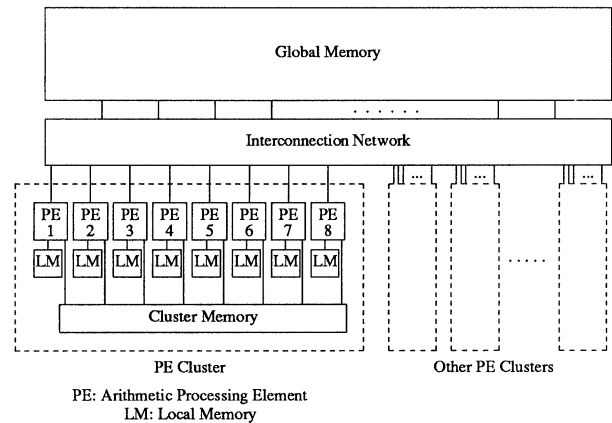 Global Memory
. . . . . .
Interconnection Network
... ... ...
PE PE PE PE PE PE PE PE
1 2 3 4 5 6 7 8
LM LM LM LM LM LM LM LM
.....
Cluster Memory
PE Cluster
Other PE Clusters
PE: Arithmetic Processing Element
LM: Local Memory